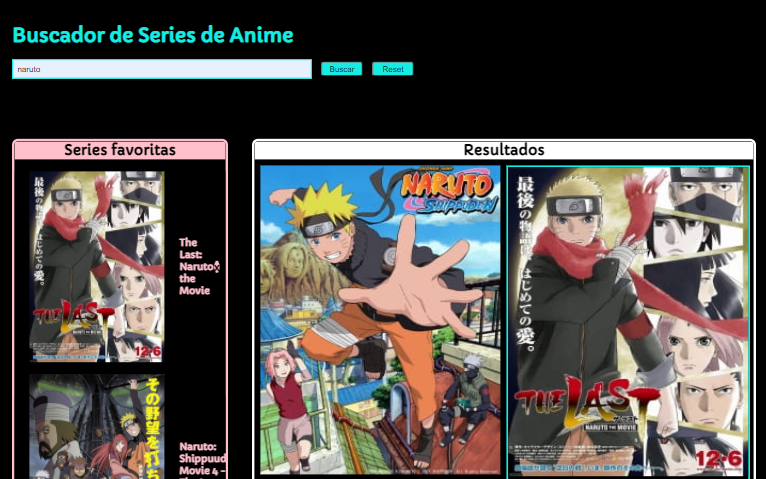 Buscador de Series de Anime
naruto
Buscar
Reset
Series favoritas
Resultados
最後の物語は、はじめての愛。
THE LAST
NARUTO THE MOVIE
12·6
The
Last:
Naruto
the
Movie
x
その野望を打ち
Naruto:
Shippuud
Movie 4 -
NARUTO
SHIPPUDEN
最後の物語は、はじめての愛。
THE LAST
NARUTO THE MOVIE
12·6